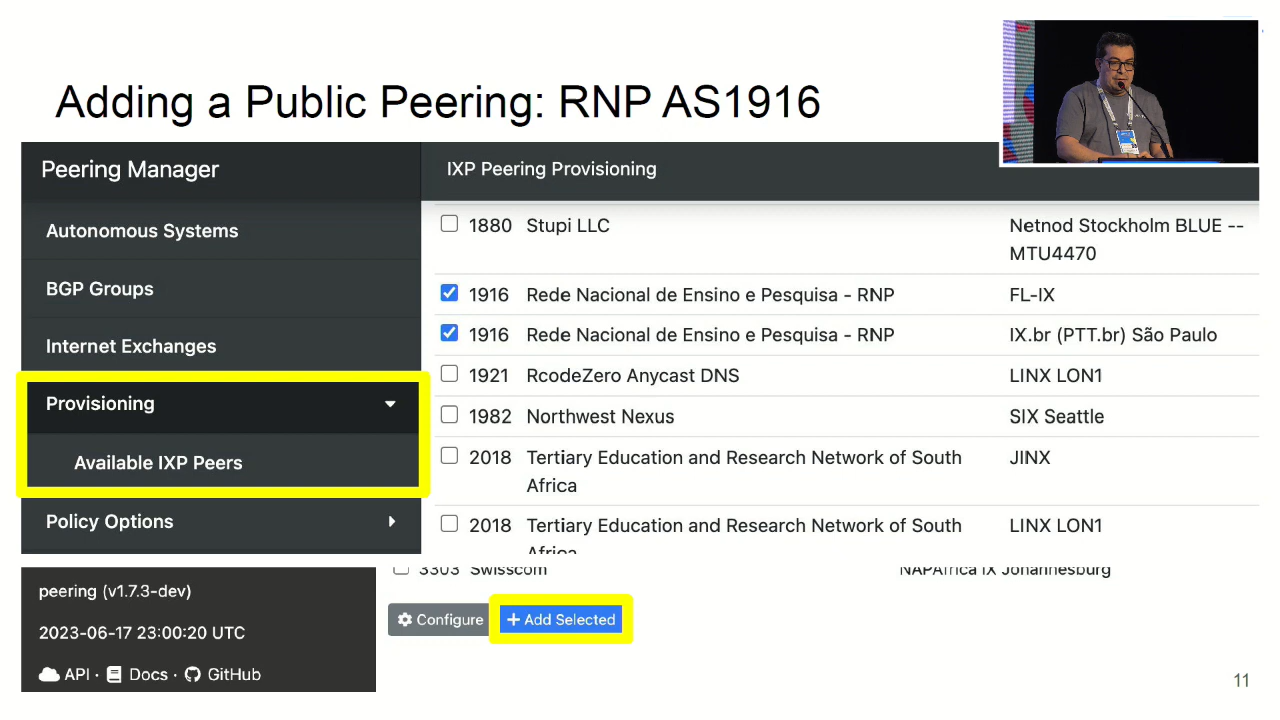 Adding a Public Peering: RNP AS1916
Peering Manager
IXP Peering Provisioning
Autonomous Systems
BGP Groups
Internet Exchanges
Provisioning
Available IXP Peers
Policy Options
1880 Stupi LLC Netnod Stockholm BLUE --
MTU4470
1916 Rede Nacional de Ensino e Pesquisa - RNP FL-IX
1916 Rede Nacional de Ensino e Pesquisa - RNP IX.br (PTT.br) São Paulo
1921 RcodeZero Anycast DNS LINX LON1
1982 Northwest Nexus SIX Seattle
2018 Tertiary Education and Research Network of South JINX
Africa
2018 Tertiary Education and Research Network of South LINX LON1
Africa
3303 Swisscom NAPAfrica IX Johannesburg
Configure
+ Add Selected
peering (v1.7.3-dev)
2023-06-17 23:00:20 UTC
API · Docs · GitHub
11